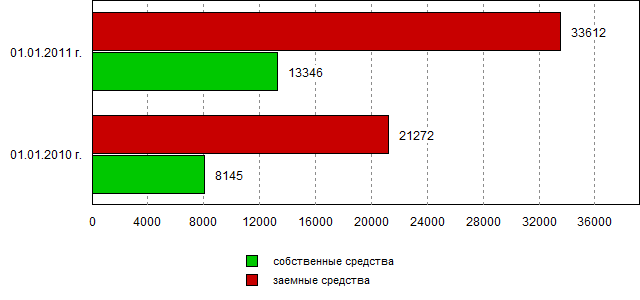 33612
01.01.2011 г.
13346
21272
01.01.2010 г.
8145
0 4000 8000 12000 16000 20000 24000 28000 32000 36000
собственные средства
заемные средства